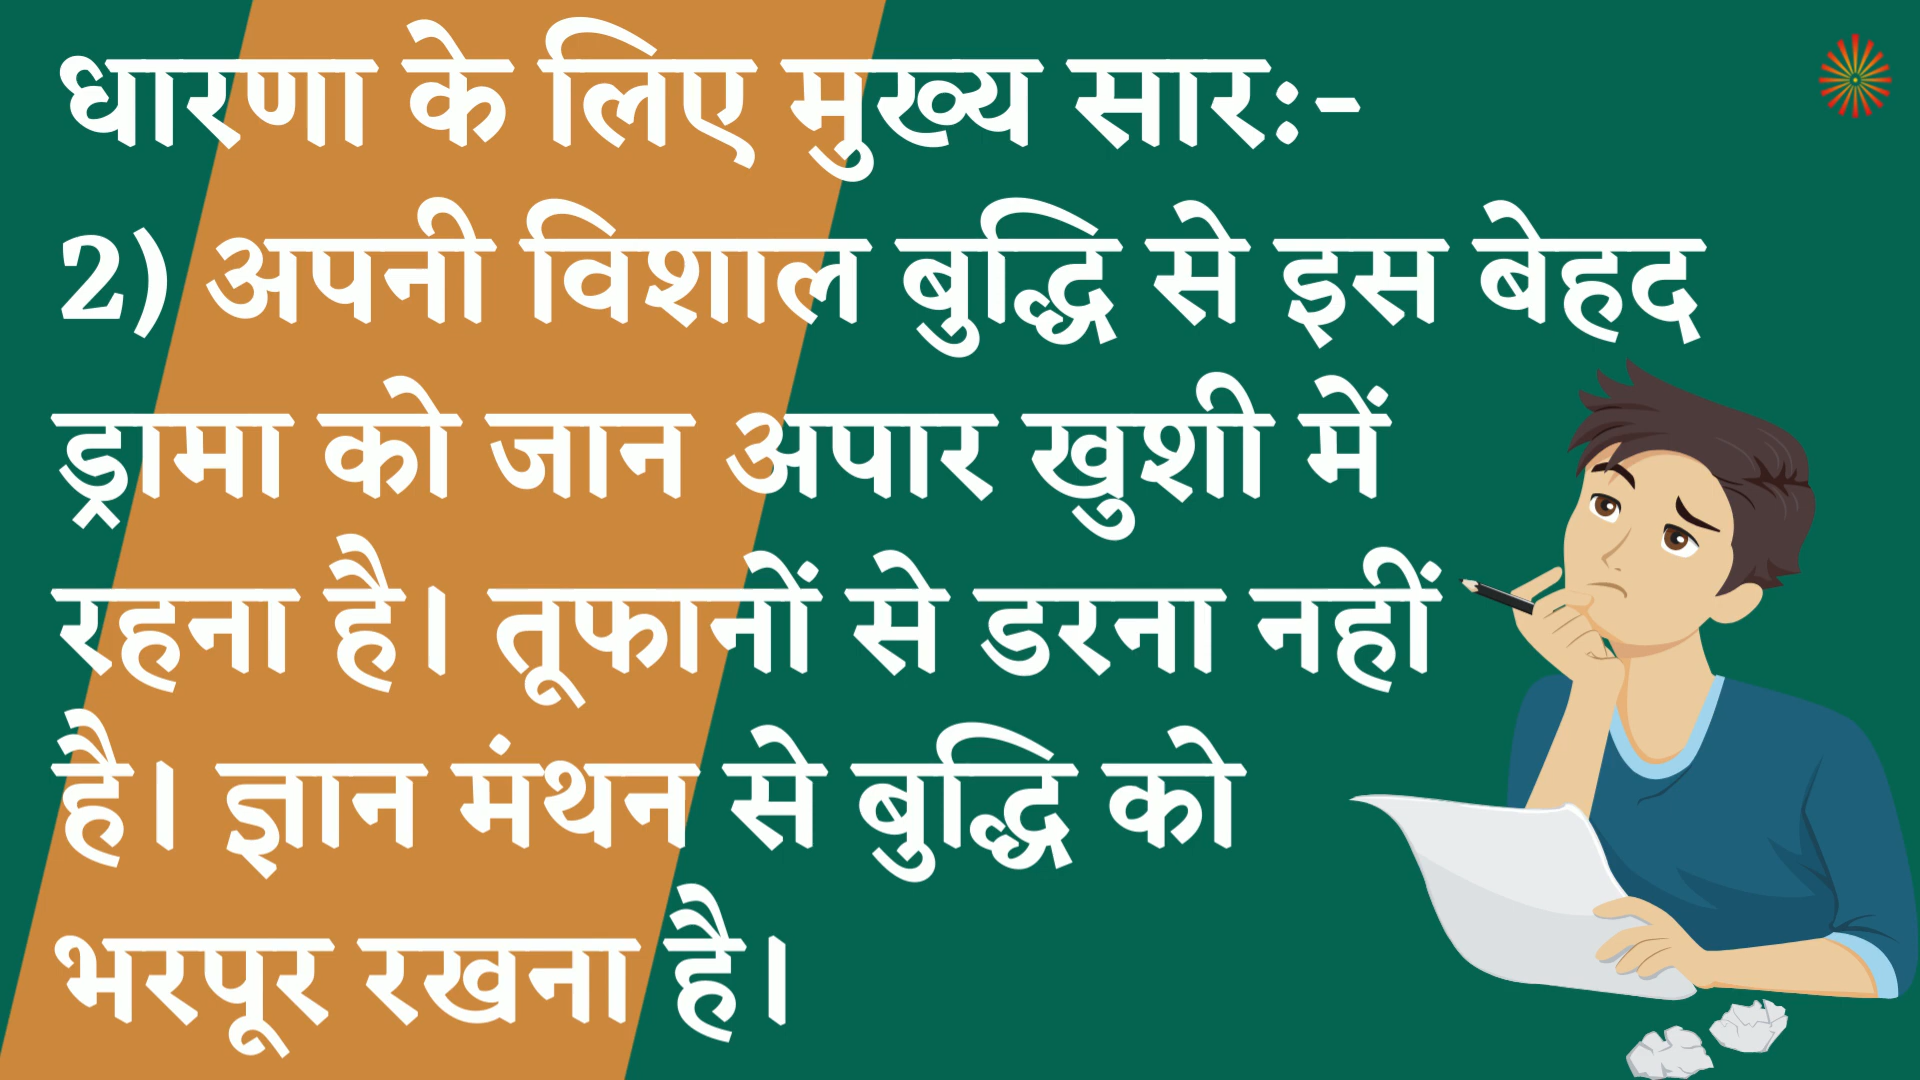 धारणा के लिए मुख्य सार:-
2) अपनी विशाल बुद्धि से इस बेहद
ड्रामा को जान अपार खुशी में
रहना है। तूफानों से डरना नहीं
है। ज्ञान मंथन से बुद्धि को
भरपूर रखना है।